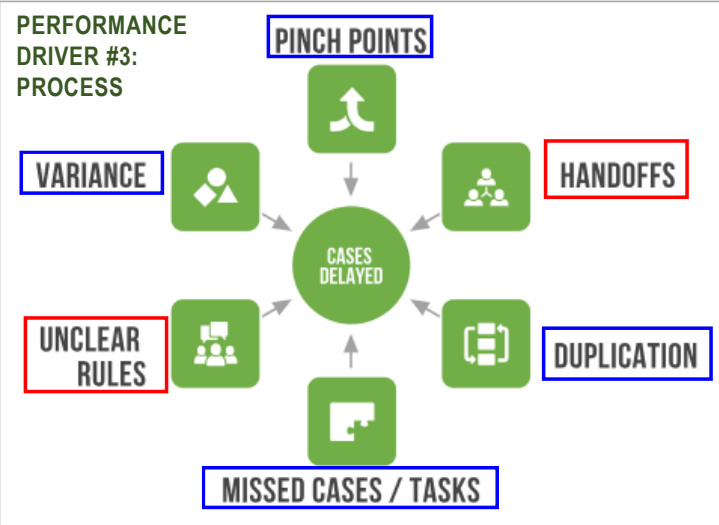 PERFORMANCE
DRIVER #3:
PROCESS
PINCH POINTS
VARIANCE
HANDOFFS
CASES
DELAYED
UNCLEAR
RULES
DUPLICATION
MISSED CASES / TASKS